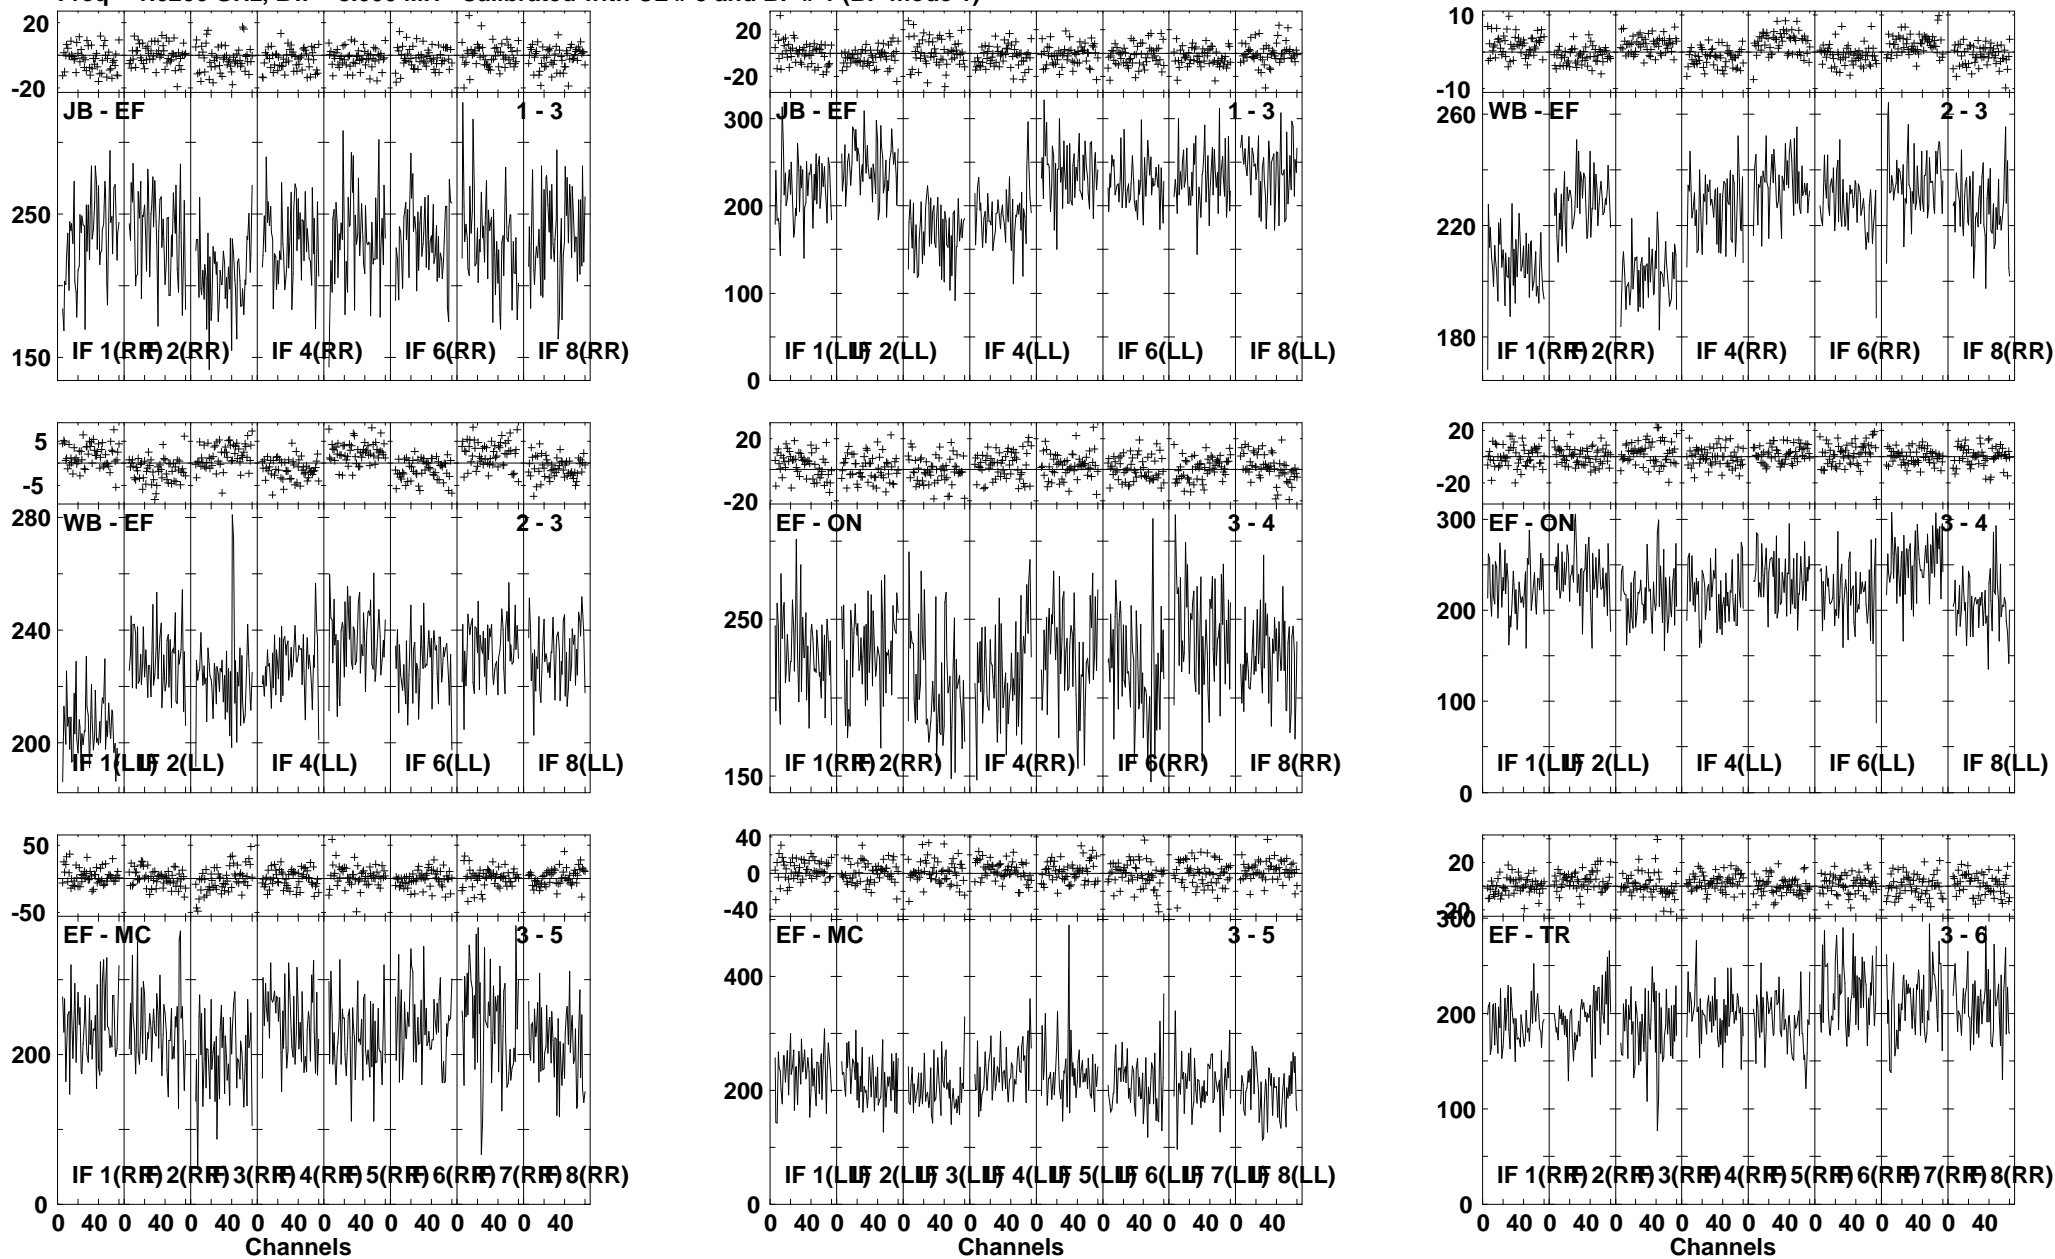 20
-20
JB - EF
1 - 3
250
150
IF 1(RR)
IF 2(RR)
IF 4(RR)
IF 6(RR)
IF 8(RR)
20
-20
JB - EF
1 - 3
300
200
100
0
IF 1(LL)
IF 2(LL)
IF 4(LL)
IF 6(LL)
IF 8(LL)
10
-10
WB - EF
2 - 3
260
220
180
IF 1(RR)
IF 2(RR)
IF 4(RR)
IF 6(RR)
IF 8(RR)
5
-5
WB - EF
2 - 3
280
240
200
IF 1(LL)
IF 2(LL)
IF 4(LL)
IF 6(LL)
IF 8(LL)
20
-20
EF - ON
3 - 4
250
150
IF 1(RR)
IF 2(RR)
IF 4(RR)
IF 6(RR)
IF 8(RR)
20
-20
EF - ON
3 - 4
300
200
100
0
IF 1(LL)
IF 2(LL)
IF 4(LL)
IF 6(LL)
IF 8(LL)
50
-50
EF - MC
3 - 5
200
0
IF 1(RR)
IF 2(RR)
IF 3(RR)
IF 4(RR)
IF 5(RR)
IF 6(RR)
IF 7(RR)
IF 8(RR)
0 40 0 40 0 40 0 40 0 40 0 40 0 40 0 40
Channels
40
0
-40
EF - MC
3 - 5
400
200
0
IF 1(LL)
IF 2(LL)
IF 3(LL)
IF 4(LL)
IF 5(LL)
IF 6(LL)
IF 7(LL)
IF 8(LL)
0 40 0 40 0 40 0 40 0 40 0 40 0 40 0 40
Channels
20
-20
EF - TR
3 - 6
300
200
100
0
IF 1(RR)
IF 2(RR)
IF 3(RR)
IF 4(RR)
IF 5(RR)
IF 6(RR)
IF 7(RR)
IF 8(RR)
0 40 0 40 0 40 0 40 0 40 0 40 0 40 0 40
Channels